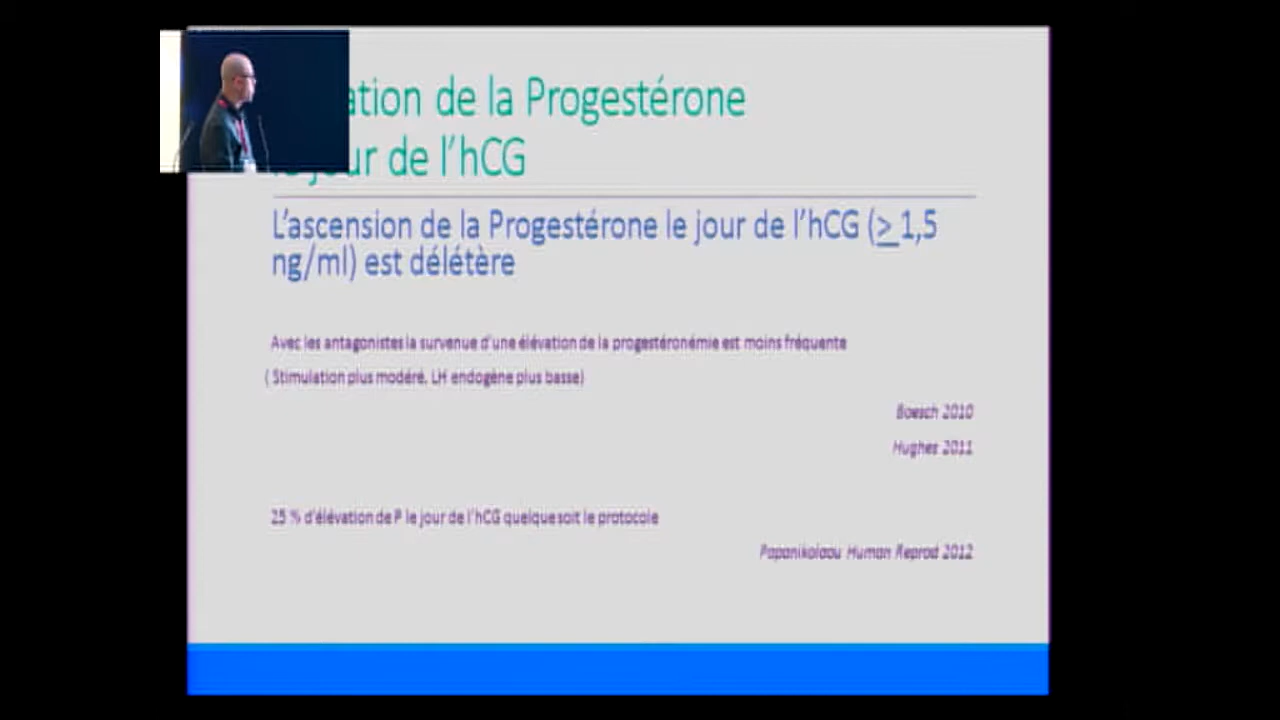 ation de la Progestérone
jour de l'hCG
L'ascension de la Progestérone le jour de l'hCG (≥ 1,5
ng/ml) est délétère
Avec les antagonistes la survenue d'une élévation de la progestéronémie est moins fréquente
( Stimulation plus modéré, LH endogène plus basse)
Boesch 2010
Hughes 2011
25 % d'élévation de P le jour de l'hCG quelque soit le protocole
Papanikolaou Human Reprod 2012